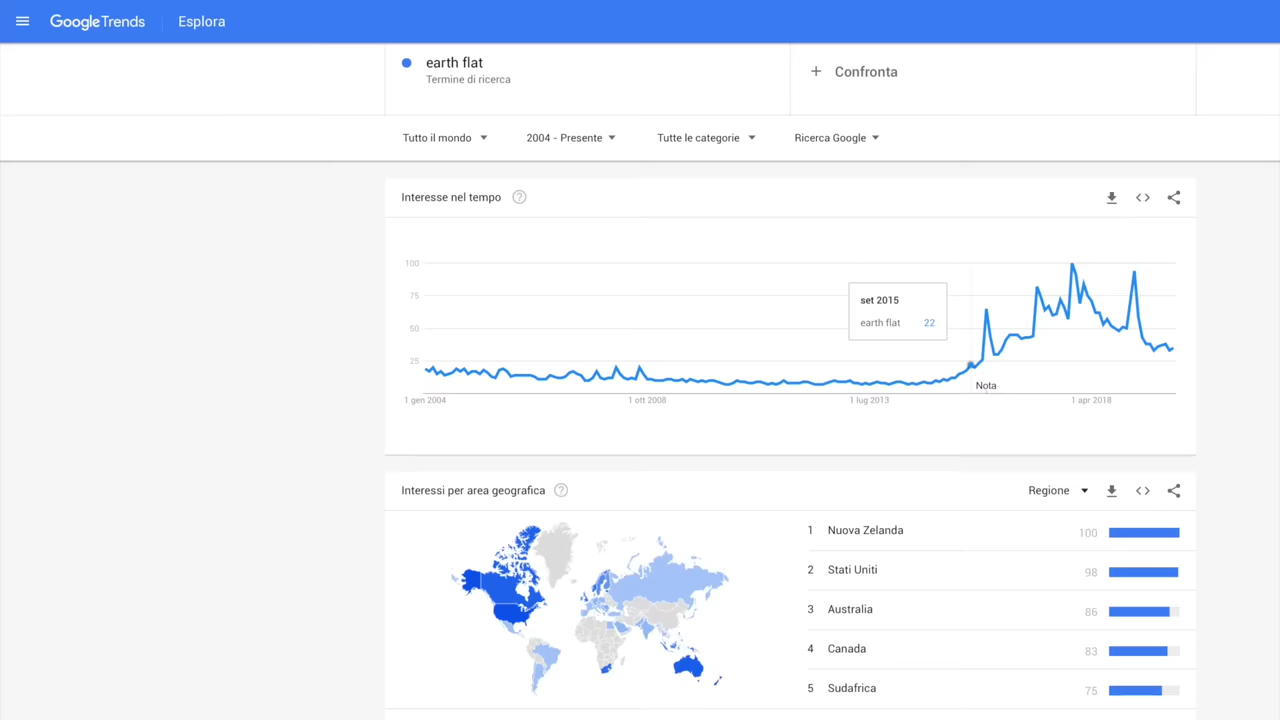 GoogleTrends Esplora
earth flat
Termine di ricerca
+ Confronta
Tutto il mondo 2004 - Presente Tutte le categorie Ricerca Google
Interesse nel tempo ?
100
75
50
25
set 2015
earth flat 22
Nota
1 gen 2004 1 ott 2008 1 lug 2013 1 apr 2018
Interessi per area geografica ? Regione
1 Nuova Zelanda 100
2 Stati Uniti 98
3 Australia 86
4 Canada 83
5 Sudafrica 75